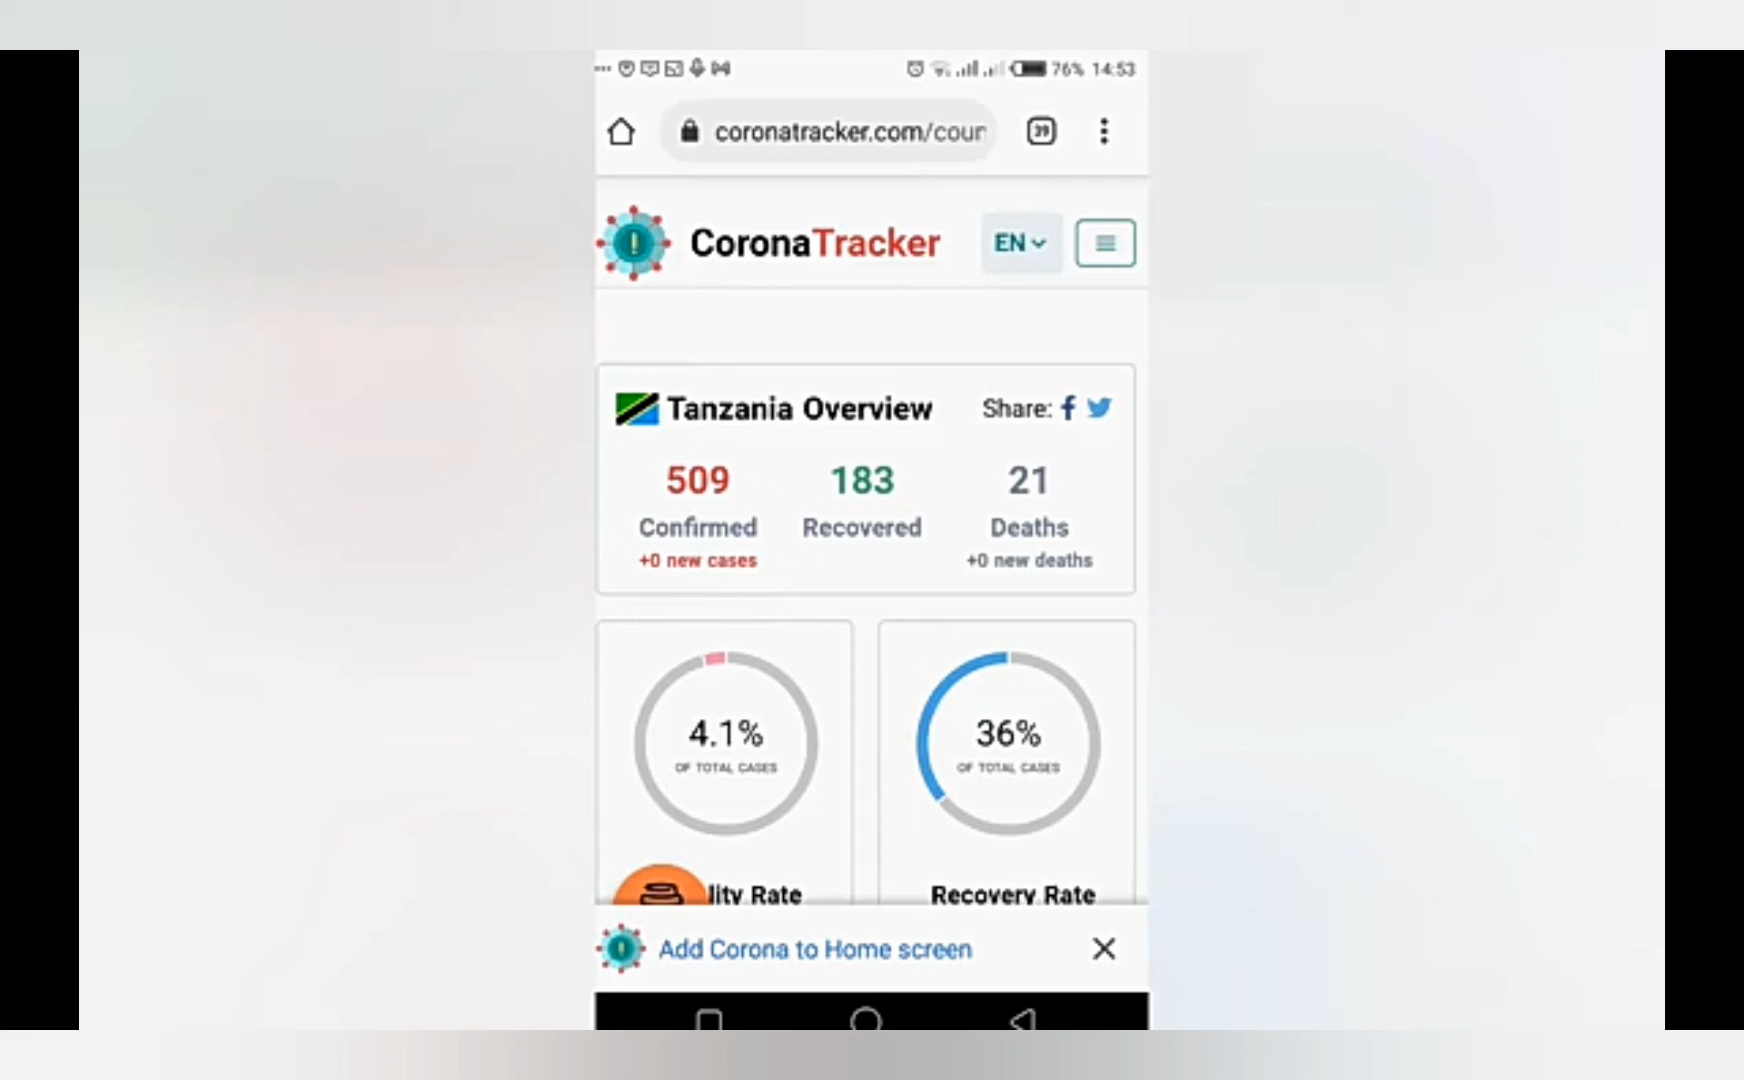 76% 14:53
coronatracker.com/cour
39
CoronaTracker
EN
Tanzania Overview
Share:
509 183 21
Confirmed Recovered Deaths
+0 new cases +0 new deaths
4.1% 36%
OF TOTAL CASES OF TOTAL CASES
lity Rate Recovery Rate
Add Corona to Home screen